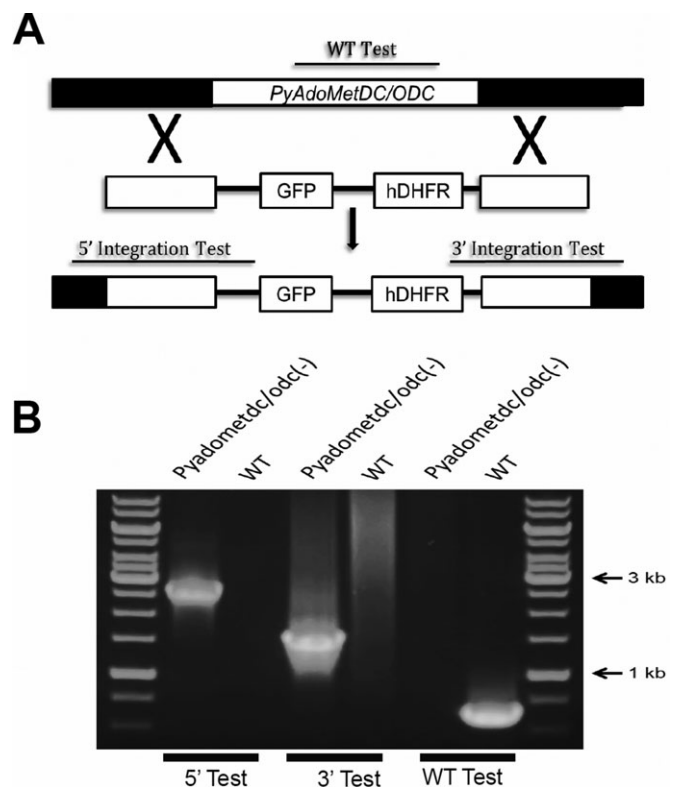 A
WT Test
PyAdoMetDC/ODC
X X
GFP hDHFR
5' Integration Test 3' Integration Test
GFP hDHFR
B
Pyadometdc/odc(-) WT Pyadometdc/odc(-) WT Pyadometdc/odc(-) WT
3 kb
1 kb
5' Test 3' Test WT Test